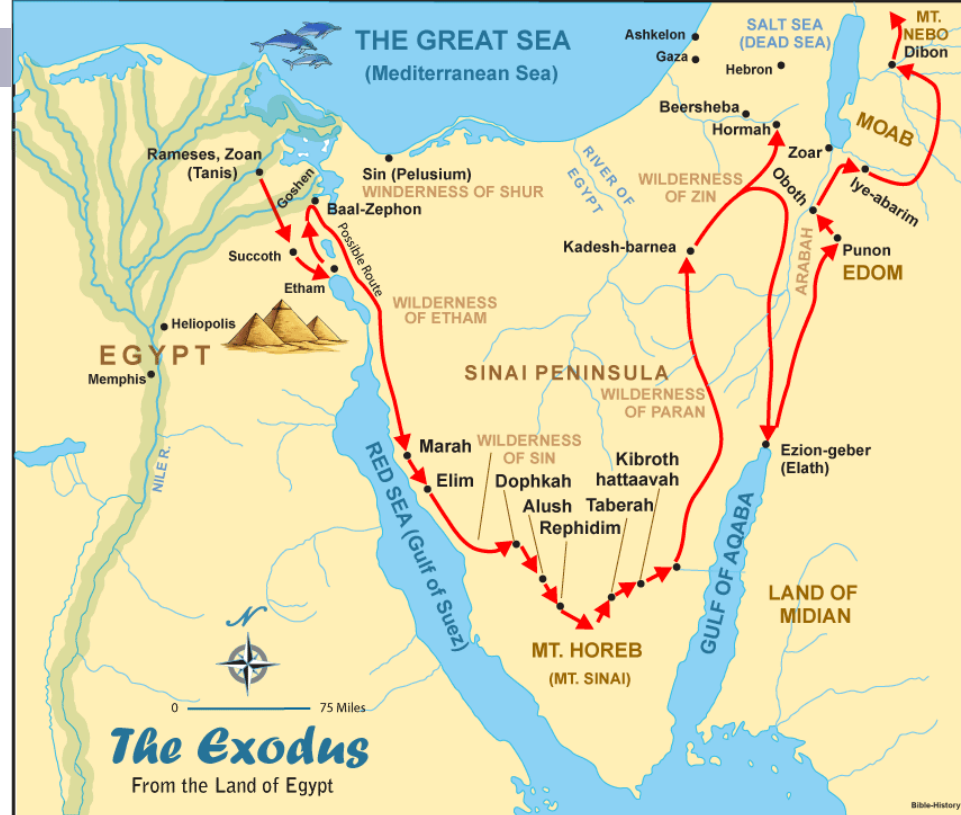 THE GREAT SEA
(Mediterranean Sea)
Ashkelon
Gaza
SALT SEA
(DEAD SEA)
Hebron
MT.
NEBO
Dibon
Beersheba
Hormah
MOAB
Zoar
Iye-abarim
Oboth
Rameses, Zoan
(Tanis)
Goshen
Sin (Pelusium)
WINDERNESS OF SHUR
Baal-Zephon
Possible Route
RIVER OF
EGYPT
WILDERNESS
OF ZIN
Kadesh-barnea
ARABAH
Punon
EDOM
Succoth
Etham
WILDERNESS
OF ETHAM
Heliopolis
EGYPT
Memphis
SINAI PENINSULA
WILDERNESS
OF PARAN
NILE R.
RED SEA (Gulf of Suez)
Marah
Elim
WILDERNESS
OF SIN
Dophkah
Alush
Rephidim
Kibroth
hattaavah
Taberah
Ezion-geber
(Elath)
GULF OF AQABA
LAND OF
MIDIAN
MT. HOREB
(MT. SINAI)
N
0 75 Miles
The Exodus
From the Land of Egypt
Bible-History